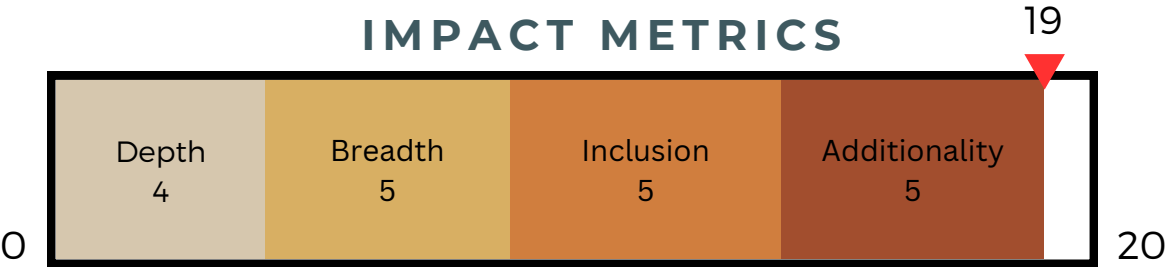 IMPACT METRICS
19
Depth
4
Breadth
5
Inclusion
5
Additionality
5
0
20